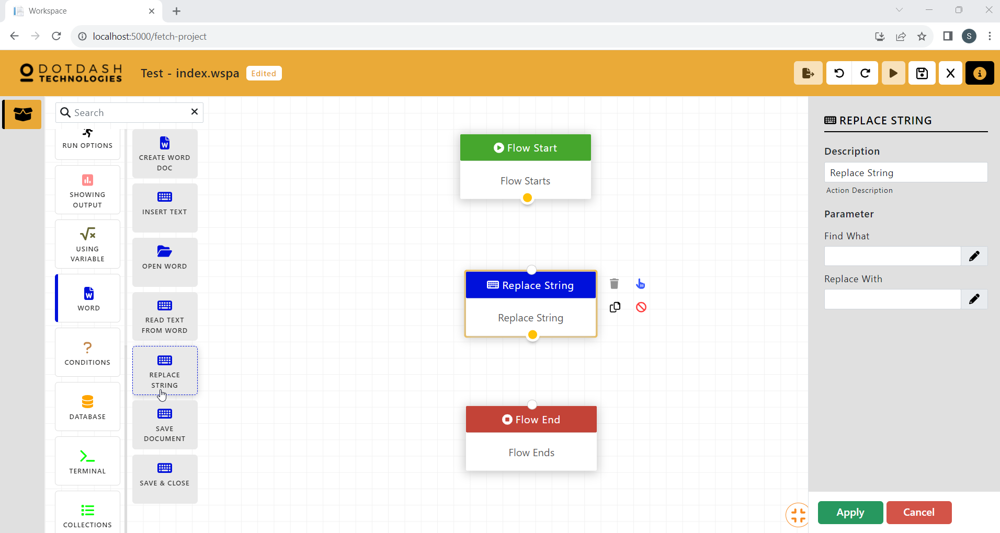 Workspace
localhost:5000/fetch-project
S
DOTDASH
TECHNOLOGIES
Test - index.wspa
Edited
Search
RUN OPTIONS
SHOWING
OUTPUT
USING
VARIABLE
WORD
CONDITIONS
DATABASE
TERMINAL
COLLECTIONS
CREATE WORD
DOC
INSERT TEXT
OPEN WORD
READ TEXT
FROM WORD
REPLACE
STRING
SAVE
DOCUMENT
SAVE & CLOSE
Flow Start
Flow Starts
Replace String
Replace String
Flow End
Flow Ends
REPLACE STRING
Description
Replace String
Action Description
Parameter
Find What
Replace With
Apply
Cancel